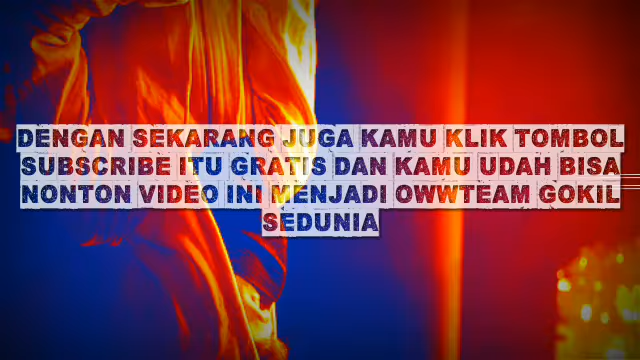 DENGAN SEKARANG JUGA KAMU KLIK TOMBOL
SUBSCRIBE ITU GRATIS DAN KAMU UDAH BISA
NONTON VIDEO INI MENJADI OWWTEAM GOKIL
SEDUNIA